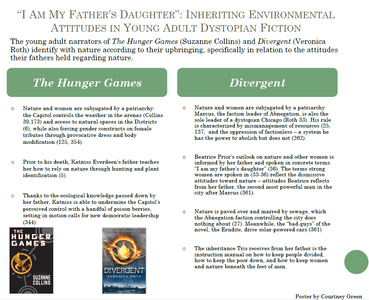 “I AM MY FATHER’S DAUGHTER”: INHERITING ENVIRONMENTAL
ATTITUDES IN YOUNG ADULT DYSTOPIAN FICTION
The young adult narrators of The Hunger Games (Suzanne Collins) and Divergent (Veronica
Roth) identify with nature according to their upbringing, specifically in relation to the attitudes
their fathers held regarding nature.
The Hunger Games
Nature and women are subjugated by a patriarchy:
the Capitol controls the weather in the arenas (Collins
39,173) and access to natural spaces in the Districts
(6), while also forcing gender constructs on female
tributes through provocative dress and body
modification (125, 354).
Prior to his death, Katniss Everdeen’s father teaches
her how to rely on nature through hunting and plant
identification (5).
Thanks to the ecological knowledge passed down by
her father, Katniss is able to undermine the Capitol’s
perceived control with a handful of poison berries,
setting in motion calls for new democratic leadership
(344).
THE
HUNGER
GAMES
SUZANNE
COLLINS
DIVERGENT
VERONICA ROTH
Divergent
Nature and women are subjugated by a patriarchy:
Marcus, the faction leader of Abnegation, is also the
sole leader of a dystopian Chicago (Roth 33). His rule
is characterized by mismanagement of resources (25,
137, and the oppression of factionless – a system he
has the power to abolish but does not (262).
Beatrice Prior’s outlook on nature and other women is
informed by her father and spoken in concrete terms:
“I am my father’s daughter” (36). The terms strong
women are spoken in (33-36) reflect the dismissive
attitudes toward nature – attitudes Beatrice inherits
from her father, the second most powerful man in the
city after Marcus (361).
Nature is paved over and marred by sewage, which
the Abnegation faction controlling the city does
nothing about (27). Meanwhile, the “bad-guys” of the
novel, the Erudite, drive solar-powered cars (361)
The inheritance Tris receives from her father is the
instruction manual on how to keep people divided,
how to keep the poor down, and how to keep women
and nature beneath the feet of men.
Poster by Courtney Green